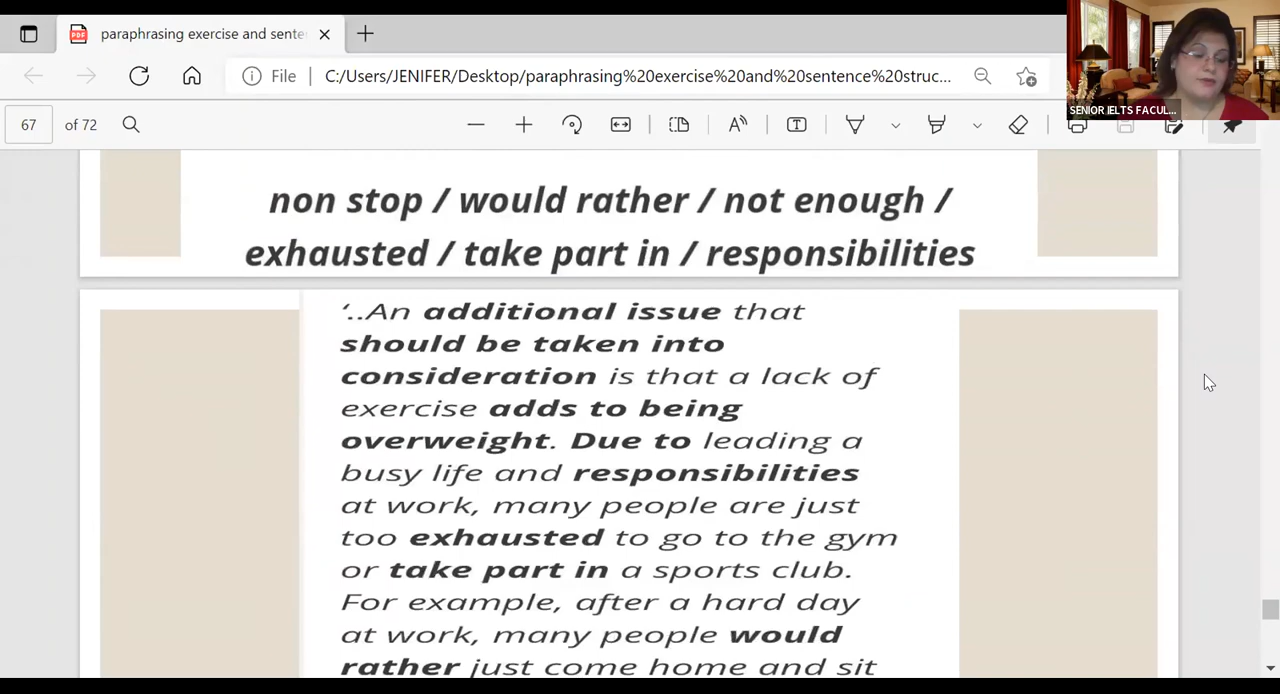 paraphrasing exercise and sente
File
C:/Users/JENIFER/Desktop/paraphrasing%20exercise%20and%20sentence%20struc...
SENIOR IELTS FACUL...
67 of 72
non stop / would rather / not enough /
exhausted / take part in / responsibilities
‘..An additional issue that
should be taken into
consideration is that a lack of
exercise adds to being
overweight. Due to leading a
busy life and responsibilities
at work, many people are just
too exhausted to go to the gym
or take part in a sports club.
For example, after a hard day
at work, many people would
rather just come home and sit